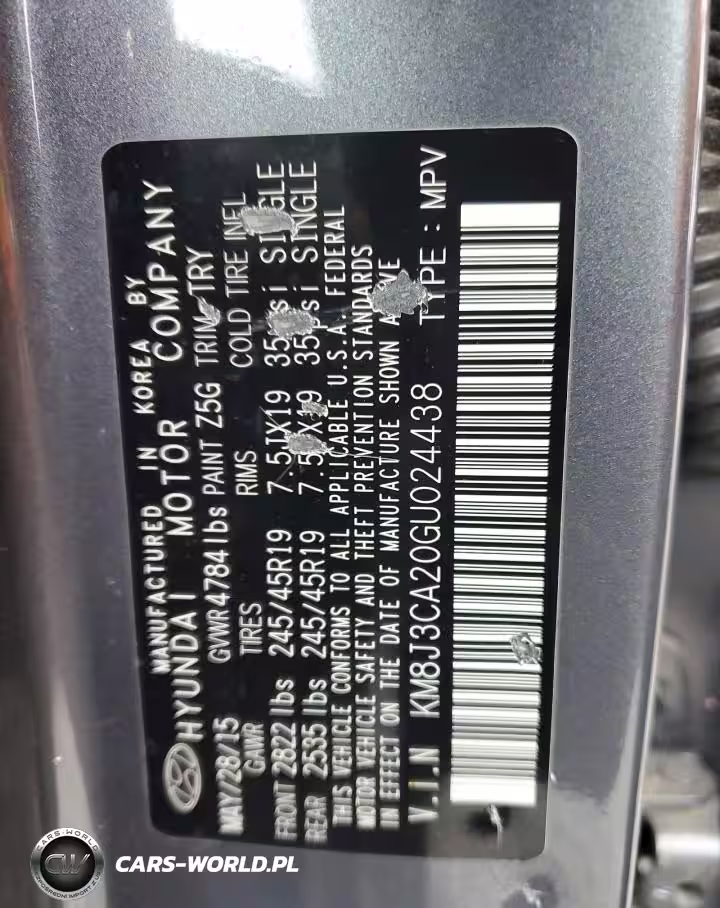 MANUFACTURED IN KOREA BY
HYUNDAI MOTOR COMPANY
MAY/28/15 GVWR 4784 lbs PAINT Z5G TRIM TRY
GAWR TIRES RIMS COLD TIRE INFL
FRONT 2822 lbs 245/45R19 7.5JX19 SINGLE
REAR 2535 lbs 245/45R19 SINGLE
THIS VEHICLE CONFORMS TO ALL APPLICABLE U.S.A. FEDERAL
MOTOR VEHICLE SAFETY AND THEFT PREVENTION STANDARDS
IN EFFECT ON THE DATE OF MANUFACTURE SHOWN
V.I.N KM8J3CA20GU024438 TYPE : MPV
CARS-WORLD
CW
CARS-WORLD.PL